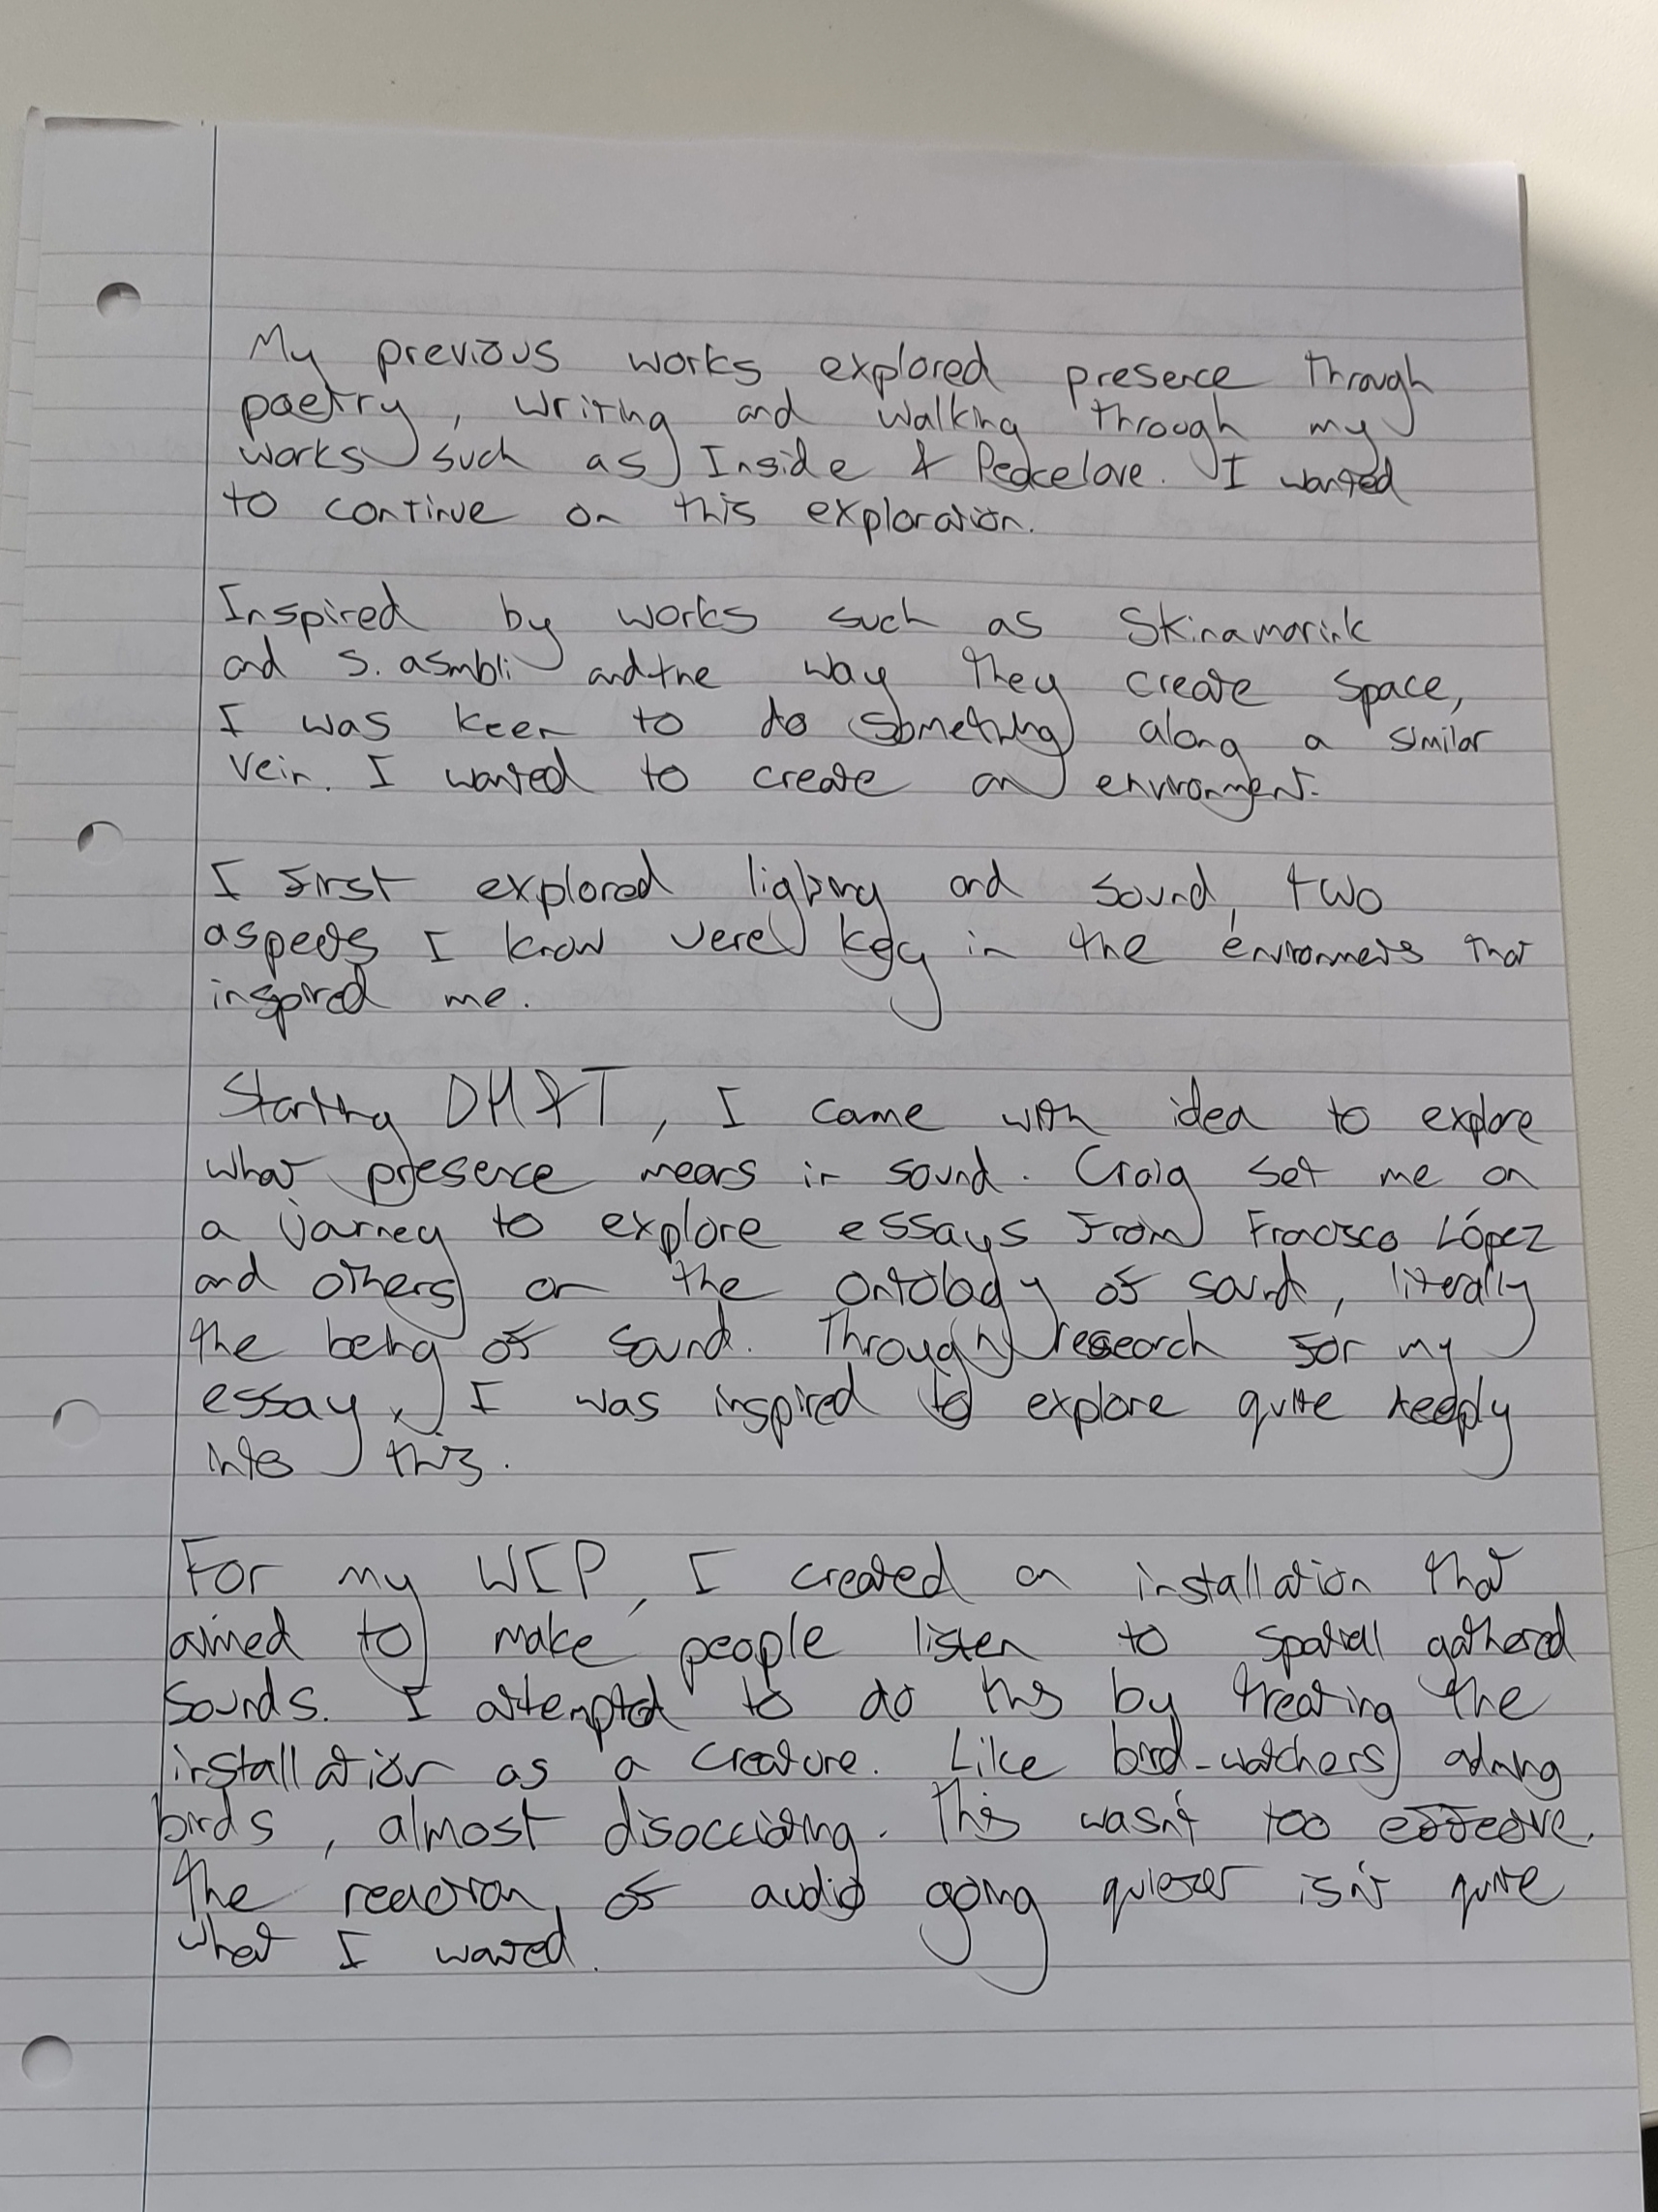 My previous works explored presence through
poetry, writing and walking through my
works such as Inside & Peacelove. I wanted
to continue on this exploration.
Inspired by works such as Skinamarink
and S. asmbli and the way they create space,
I was keen to do something along a similar
vein. I wanted to create an environment.
I first explored lighting and sound, two
aspects I know were key in the environments that
inspired me.
Starting DM&T, I came with idea to explore
what presence means in sound. Craig set me on
a journey to explore essays from Francisco López
and others on the ontology of sound, literally
the being of sound. Through research for my
essay, I was inspired to explore quite deeply
into this.
For my WIP, I created an installation that
aimed to make people listen to spatial gathered
sounds. I attempted to do this by treating the
installation as a creature. Like bird-watchers admiring
birds, almost disocciating. This wasn't too effective.
The reaction of audio going quieter isn't quite
what I wanted.